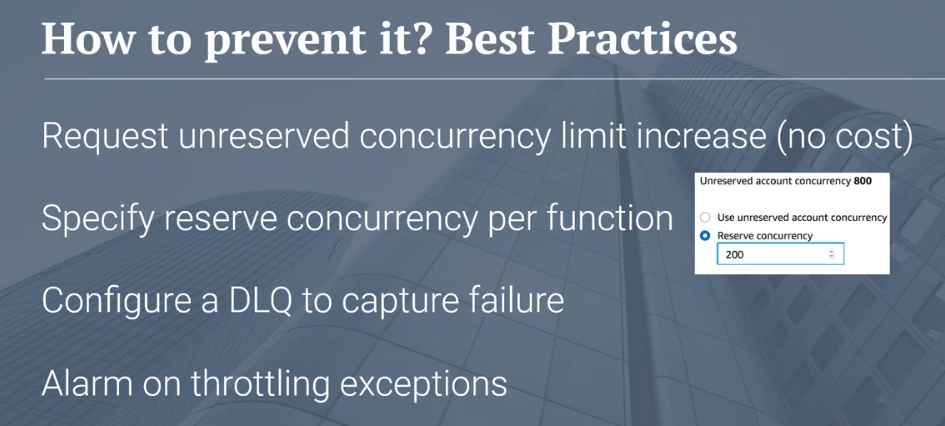 How to prevent it? Best Practices
Request unreserved concurrency limit increase (no cost)
Specify reserve concurrency per function
Unreserved account concurrency 800
Use unreserved account concurrency
Reserve concurrency
200
Configure a DLQ to capture failure
Alarm on throttling exceptions